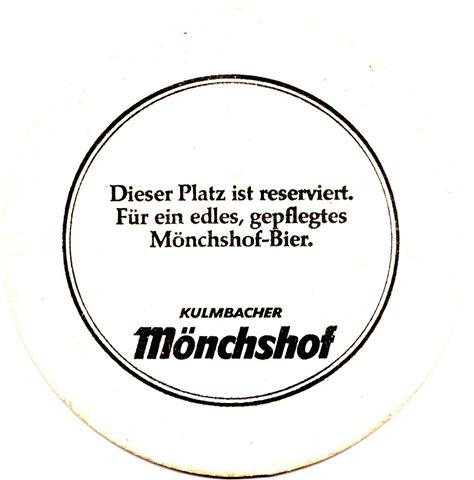 Dieser Platz ist reserviert.
Für ein edles, gepflegtes
Mönchshof-Bier.
KULMBACHER
Mönchshof